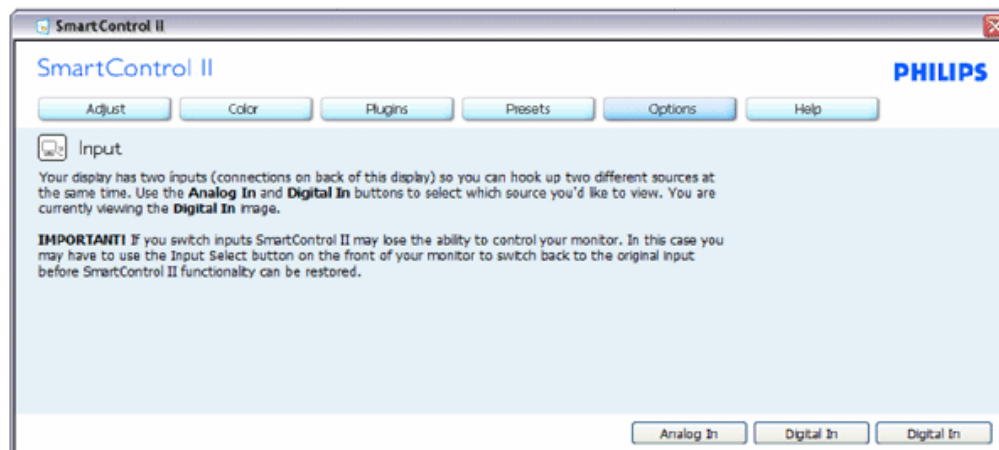 SmartControl II
SmartControl II
PHILIPS
Adjust
Color
Plugins
Presets
Options
Help
Input
Your display has two inputs (connections on back of this display) so you can hook up two different sources at
the same time. Use the Analog In and Digital In buttons to select which source you'd like to view. You are
currently viewing the Digital In image.
IMPORTANT! If you switch inputs SmartControl II may lose the ability to control your monitor. In this case you
may have to use the Input Select button on the front of your monitor to switch back to the original input
before SmartControl II functionality can be restored.
Analog In
Digital In
Digital In